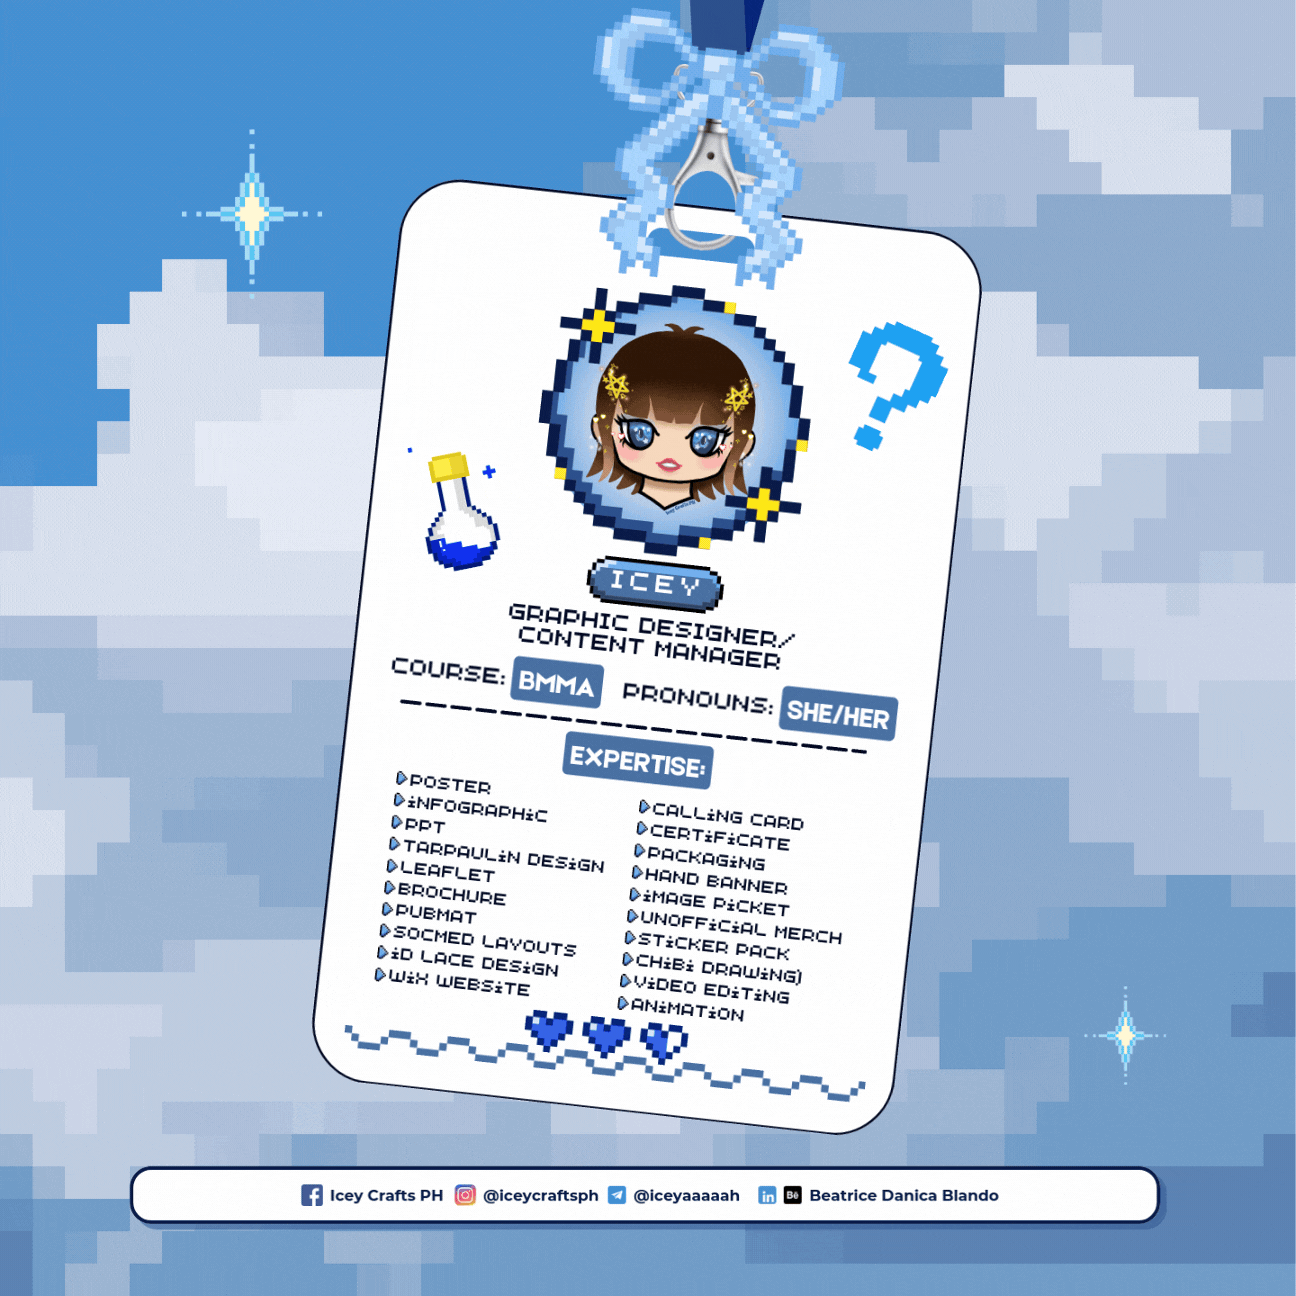 ICEY
GRAPHIC DESIGNER/
CONTENT MANAGER
COURSE: BMMA PRONOUNS: SHE/HER
EXPERTISE:
POSTER
iNFOGRAPHiC
PPT
TARPAULiN DESiGN
LEAFLET
BROCHURE
PUBMAT
SOCMED LAYOUTS
iD LACE DESiGN
WiX WEBSiTE
CALLiNG CARD
CERTiFiCATE
PACKAGiNG
HAND BANNER
iMAGE PiCKET
UNOFFiCiAL MERCH
STiCKER PACK
CHiBi DRAWiNG)
ViDEO EDiTiNG
ANiMATiON
Icey Crafts PH @iceycraftsph @iceyaaaaah in Bē Beatrice Danica Blando